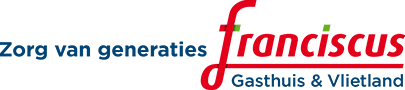 Zorg van generaties franciscus
Gasthuis & Vlietland